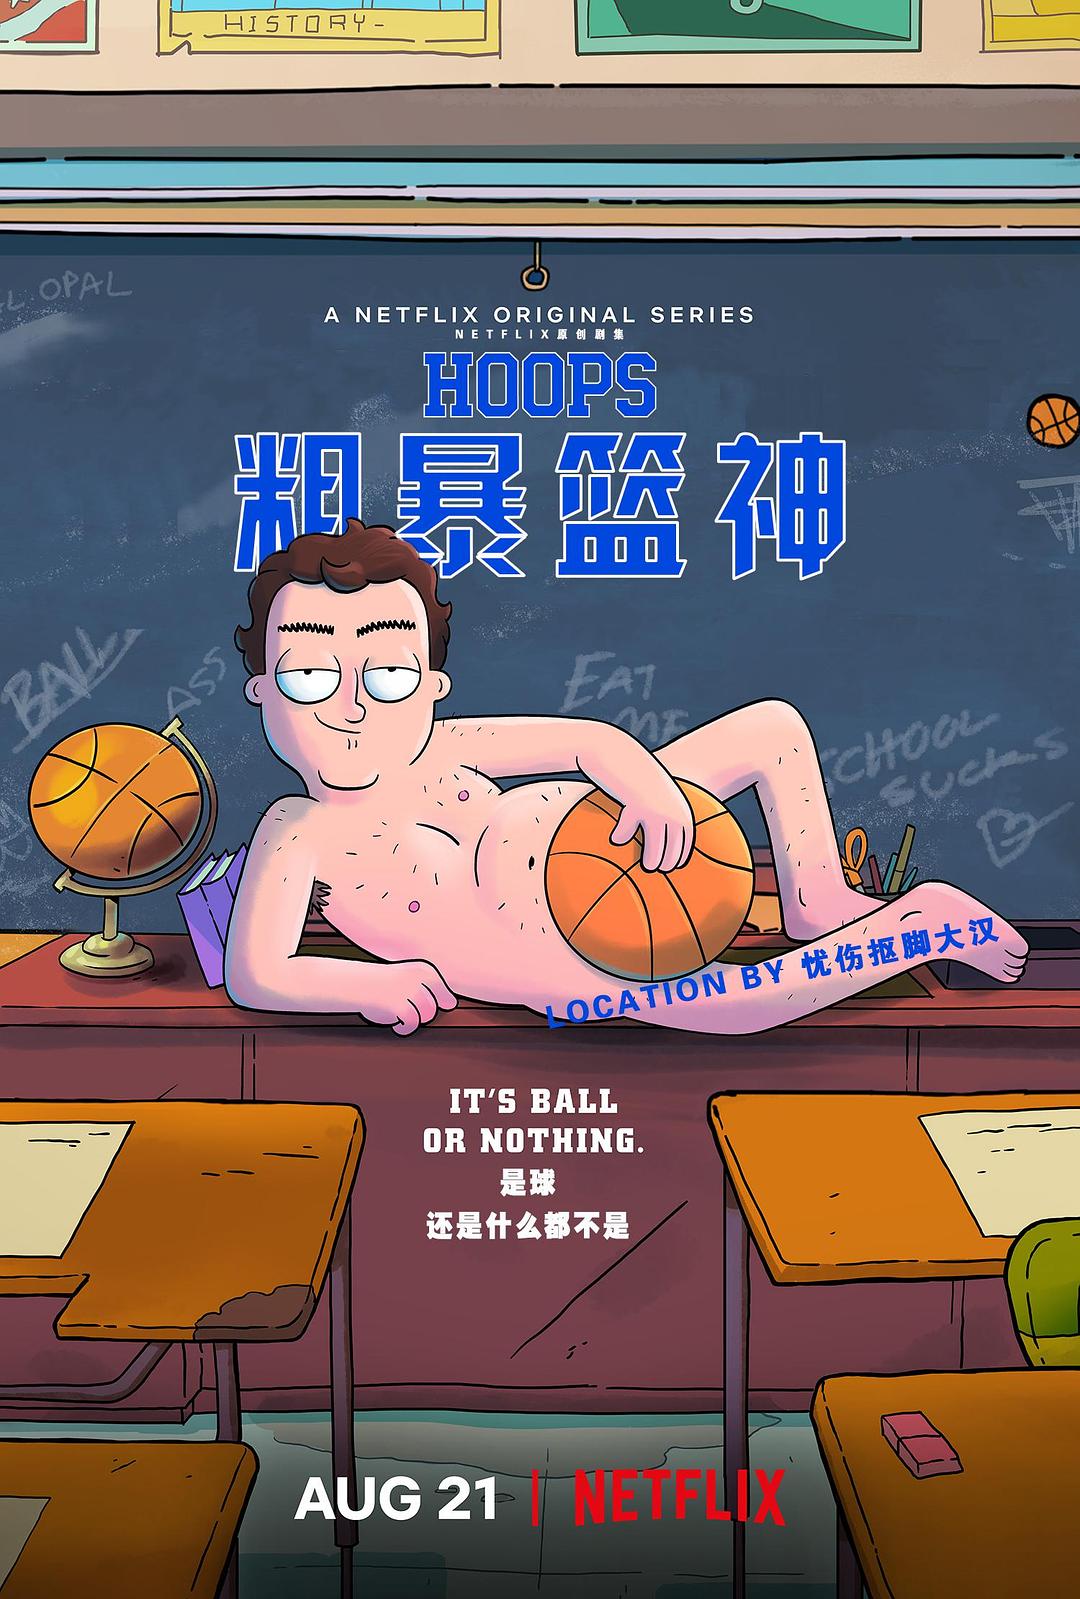 HISTORY-
OPAL
A NETFLIX ORIGINAL SERIES
NETFLIX原创剧集
HOOPS
粗暴篮神
BALL
ASS
EAT
ME
SCHOOL
SUCKS
LOCATION BY 忧伤抠脚大汉
IT'S BALL
OR NOTHING.
是球
还是什么都不是
AUG 21 | NETFLIX